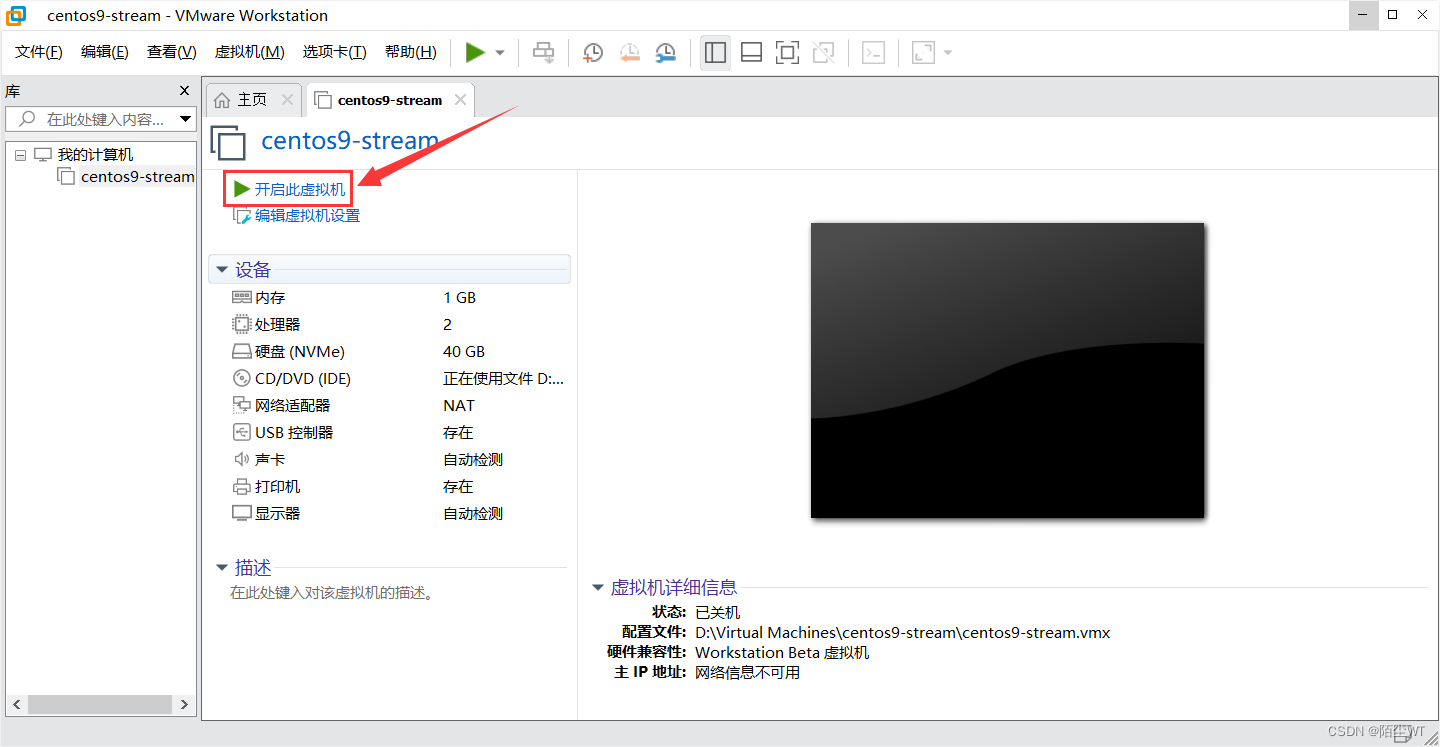 centos9-stream - VMware Workstation
文件(F) 编辑(E) 查看(V) 虚拟机(M) 选项卡(T) 帮助(H)
库
在此处键入内容...
我的计算机
centos9-stream
主页 centos9-stream
centos9-stream
开启此虚拟机
编辑虚拟机设置
设备
内存 1 GB
处理器 2
硬盘 (NVMe) 40 GB
CD/DVD (IDE) 正在使用文件 D:...
网络适配器 NAT
USB 控制器 存在
声卡 自动检测
打印机 存在
显示器 自动检测
描述
在此处键入对该虚拟机的描述。
虚拟机详细信息
状态: 已关机
配置文件: D:\Virtual Machines\centos9-stream\centos9-stream.vmx
硬件兼容性: Workstation Beta 虚拟机
主 IP 地址: 网络信息不可用
CSDN @陌尘WT